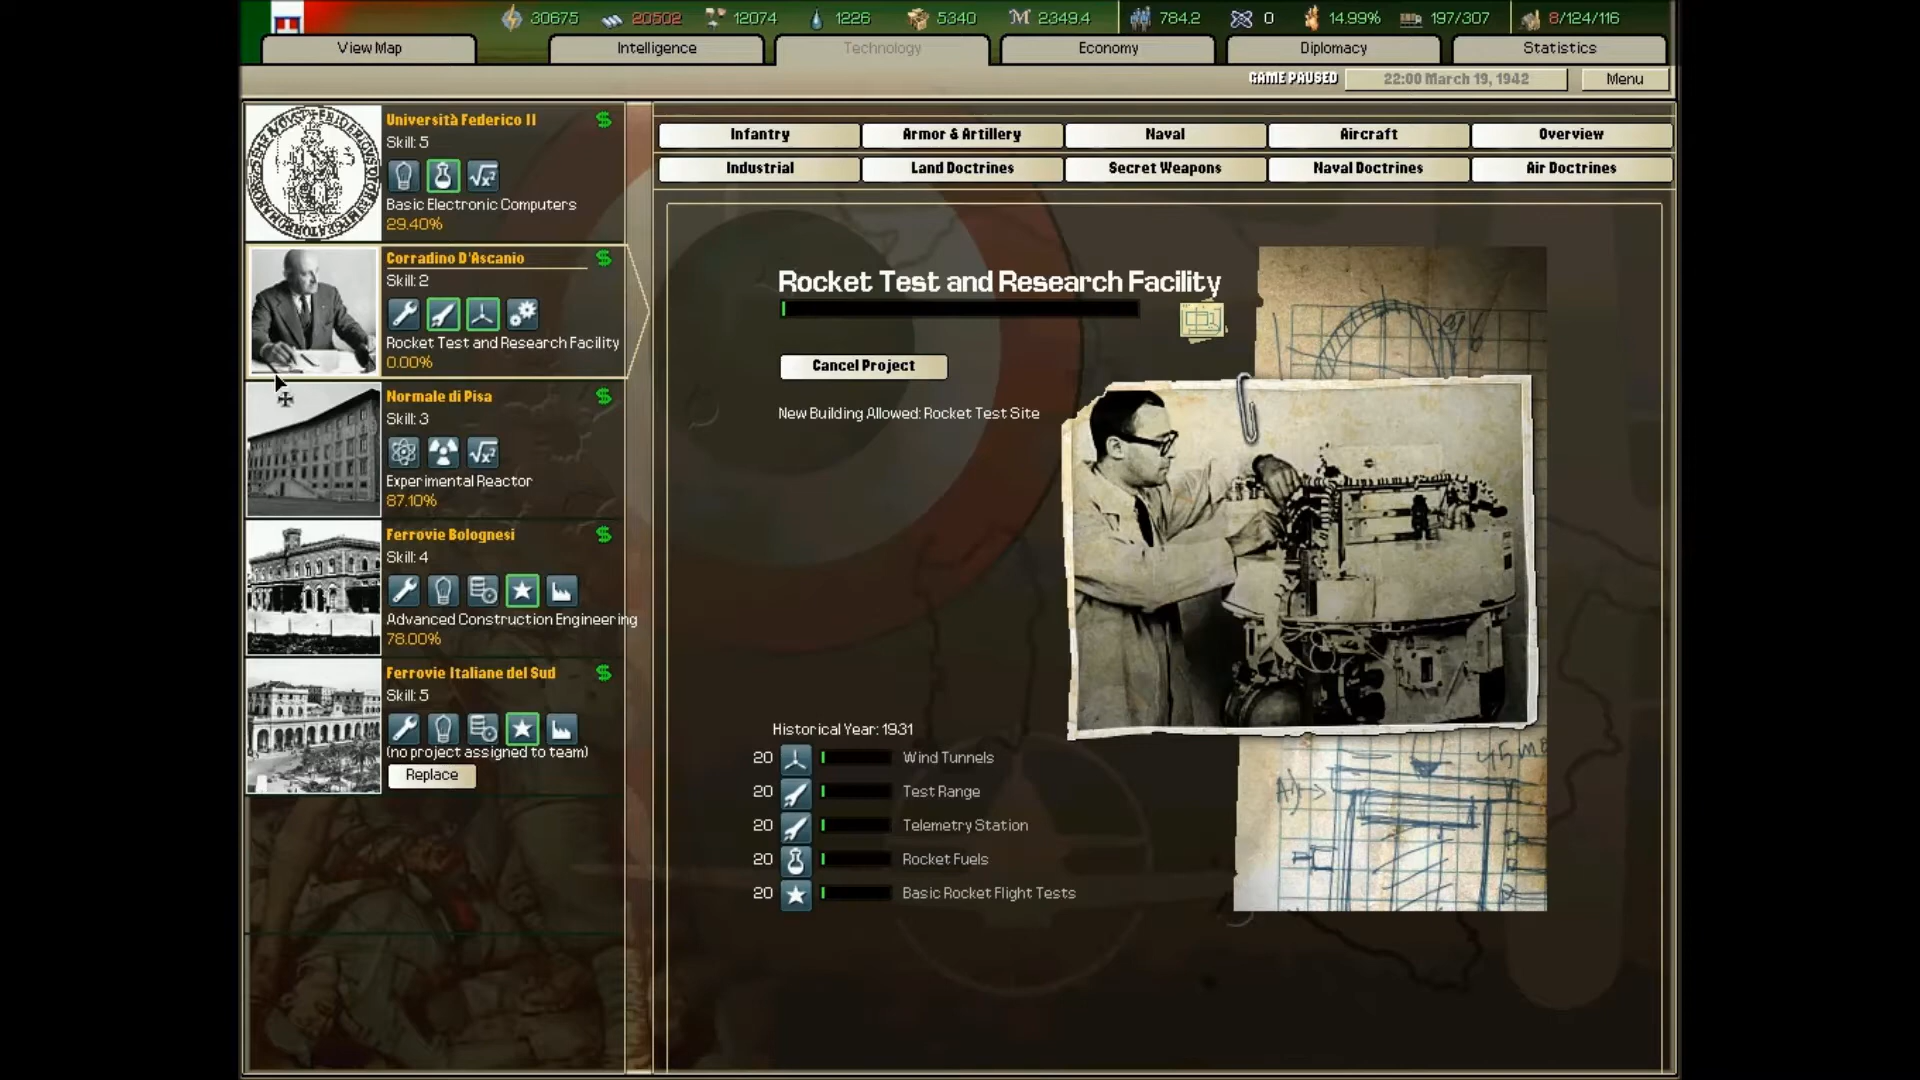 30675 20502 12074 1226 5340 2349.4 784.2 0 14.99% 197/307 8/124/116
View Map Intelligence Technology Economy Diplomacy Statistics
GAME PAUSED 22:00 March 19, 1942 Menu
Università Federico II
Skill: 5
Basic Electronic Computers
29.40%
Corradino D'Ascanio
Skill: 2
Rocket Test and Research Facility
0.00%
Normale di Pisa
Skill: 3
Experimental Reactor
87.10%
Ferrovie Bolognesi
Skill: 4
Advanced Construction Engineering
78.00%
Ferrovie Italiane del Sud
Skill: 5
(no project assigned to team)
Replace
Infantry Armor & Artillery Naval Aircraft Overview
Industrial Land Doctrines Secret Weapons Naval Doctrines Air Doctrines
Rocket Test and Research Facility
Cancel Project
New Building Allowed: Rocket Test Site
Historical Year: 1931
20 Wind Tunnels
20 Test Range
20 Telemetry Station
20 Rocket Fuels
20 Basic Rocket Flight Tests